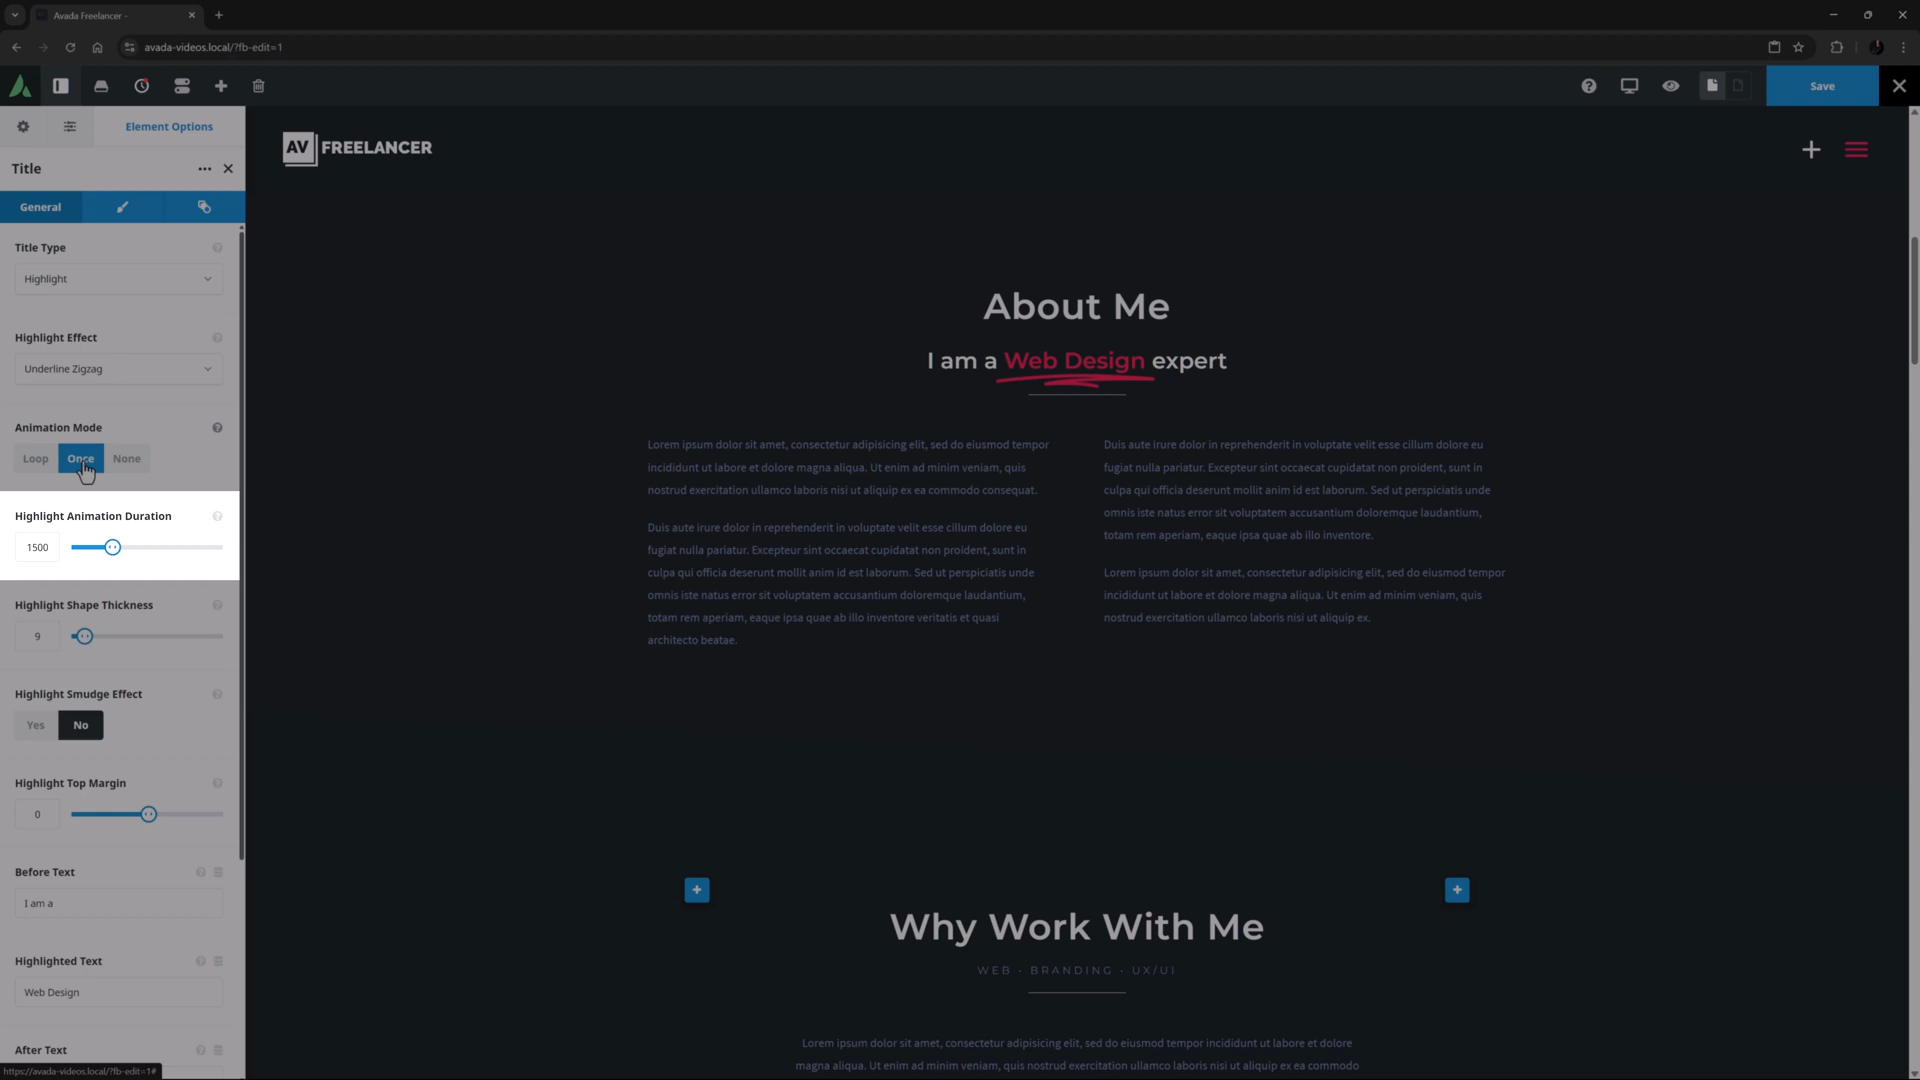 Avada Freelancer -
avada-videos.local/?fb-edit=1
Save
Element Options
Title
General
Title Type
Highlight
Highlight Effect
Underline Zigzag
Animation Mode
Loop Once None
Highlight Animation Duration
1500
Highlight Shape Thickness
9
Highlight Smudge Effect
Yes No
Highlight Top Margin
0
Before Text
I am a
Highlighted Text
Web Design
After Text
https://avada-videos.local/?fb-edit=1#
AV FREELANCER
About Me
I am a Web Design expert
Lorem ipsum dolor sit amet, consectetur adipisicing elit, sed do eiusmod tempor
incididunt ut labore et dolore magna aliqua. Ut enim ad minim veniam, quis
nostrud exercitation ullamco laboris nisi ut aliquip ex ea commodo consequat.
Duis aute irure dolor in reprehenderit in voluptate velit esse cillum dolore eu
fugiat nulla pariatur. Excepteur sint occaecat cupidatat non proident, sunt in
culpa qui officia deserunt mollit anim id est laborum. Sed ut perspiciatis unde
omnis iste natus error sit voluptatem accusantium doloremque laudantium,
totam rem aperiam, eaque ipsa quae ab illo inventore veritatis et quasi
architecto beatae.
Duis aute irure dolor in reprehenderit in voluptate velit esse cillum dolore eu
fugiat nulla pariatur. Excepteur sint occaecat cupidatat non proident, sunt in
culpa qui officia deserunt mollit anim id est laborum. Sed ut perspiciatis unde
omnis iste natus error sit voluptatem accusantium doloremque laudantium,
totam rem aperiam, eaque ipsa quae ab illo inventore.
Lorem ipsum dolor sit amet, consectetur adipisicing elit, sed do eiusmod tempor
incididunt ut labore et dolore magna aliqua. Ut enim ad minim veniam, quis
nostrud exercitation ullamco laboris nisi ut aliquip ex.
Why Work With Me
WEB · BRANDING · UX/UI
Lorem ipsum dolor sit amet, consectetur adipisicing elit, sed do eiusmod tempor incididunt ut labore et dolore
magna aliqua. Ut enim ad minim veniam, quis nostrud exercitation ullamco laboris nisi ut aliquip ex ea commodo